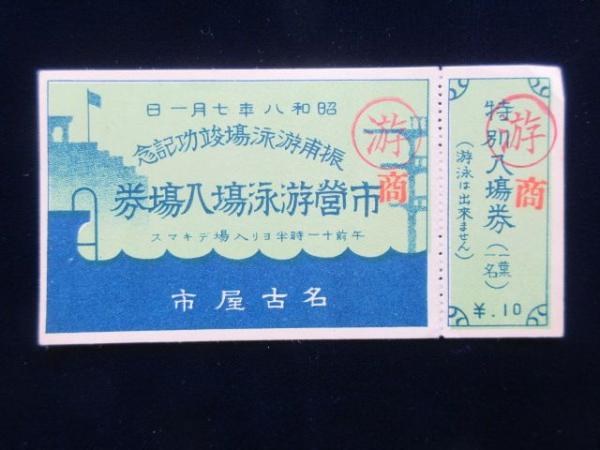 昭和八年七月一日
振甫游泳場竣功記念
市營游泳場入場券
午前十一時半ヨリ入場デキマス
名古屋市
游
商
特別入場券
(一葉一名)
(游泳は出來ません)
¥.10
游
商